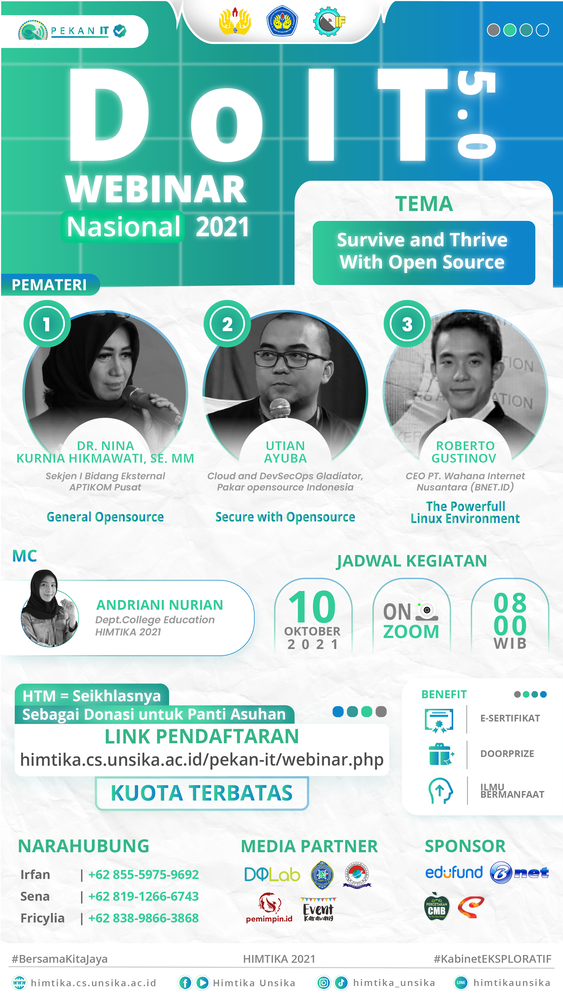 PEKAN IT
DoIT 5.0
WEBINAR
Nasional 2021
TEMA
Survive and Thrive
With Open Source
PEMATERI
1
2
3
DR. NINA
KURNIA HIKMAWATI, SE. MM
Sekjen I Bidang Eksternal
APTIKOM Pusat
General Opensource
UTIAN
AYUBA
Cloud and DevSecOps Gladiator,
Pakar opensource Indonesia
Secure with Opensource
ROBERTO
GUSTINOV
CEO PT. Wahana Internet
Nusantara (BNET.ID)
The Powerfull
Linux Environment
MC
ANDRIANI NURIAN
Dept.College Education
HIMTIKA 2021
JADWAL KEGIATAN
10
OKTOBER
2021
ON
ZOOM
08
00
WIB
HTM = Seikhlasnya
Sebagai Donasi untuk Panti Asuhan
LINK PENDAFTARAN
himtika.cs.unsika.ac.id/pekan-it/webinar.php
KUOTA TERBATAS
BENEFIT
E-SERTIFIKAT
DOORPRIZE
ILMU
BERMANFAAT
NARAHUBUNG
Irfan | +62 855-5975-9692
Sena | +62 819-1266-6743
Fricylia | +62 838-9866-3868
MEDIA PARTNER
DQLab
pemimpin.id
Event
Karawang
SPONSOR
edufund
Bnet
CMB
#BersamaKitaJaya
HIMTIKA 2021
#KabinetEKSPLORATIF
himtika.cs.unsika.ac.id
Himtika Unsika
himtika_unsika
LINE
himtikaunsika